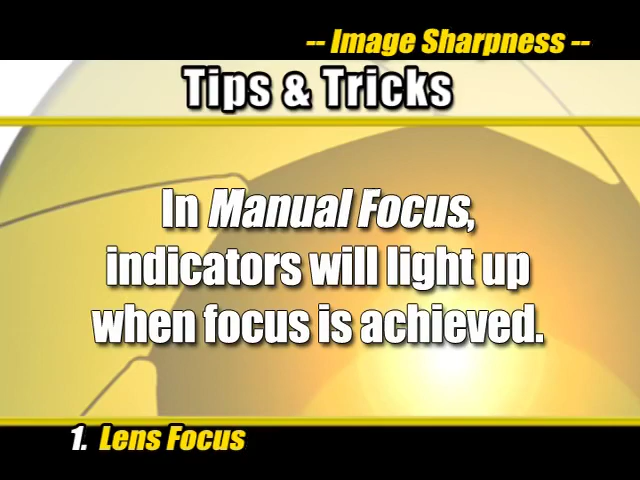 -- Image Sharpness --
Tips & Tricks
In Manual Focus,
indicators will light up
when focus is achieved.
1. Lens Focus